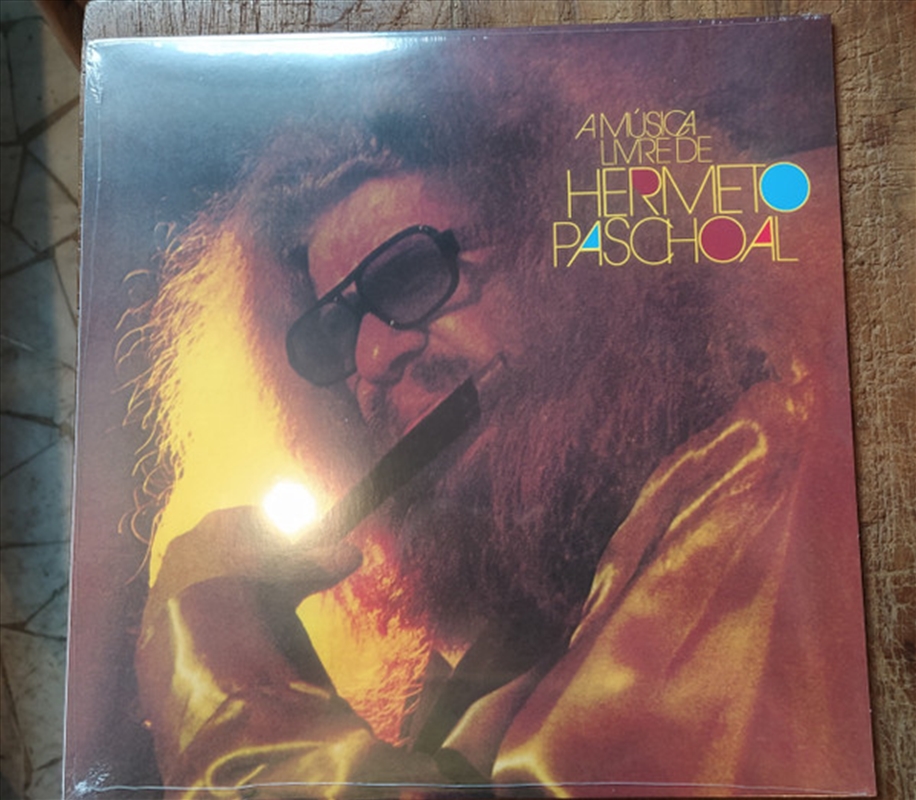 A MÚSICA
LIVRE DE
HERMETO
PASCHOAL